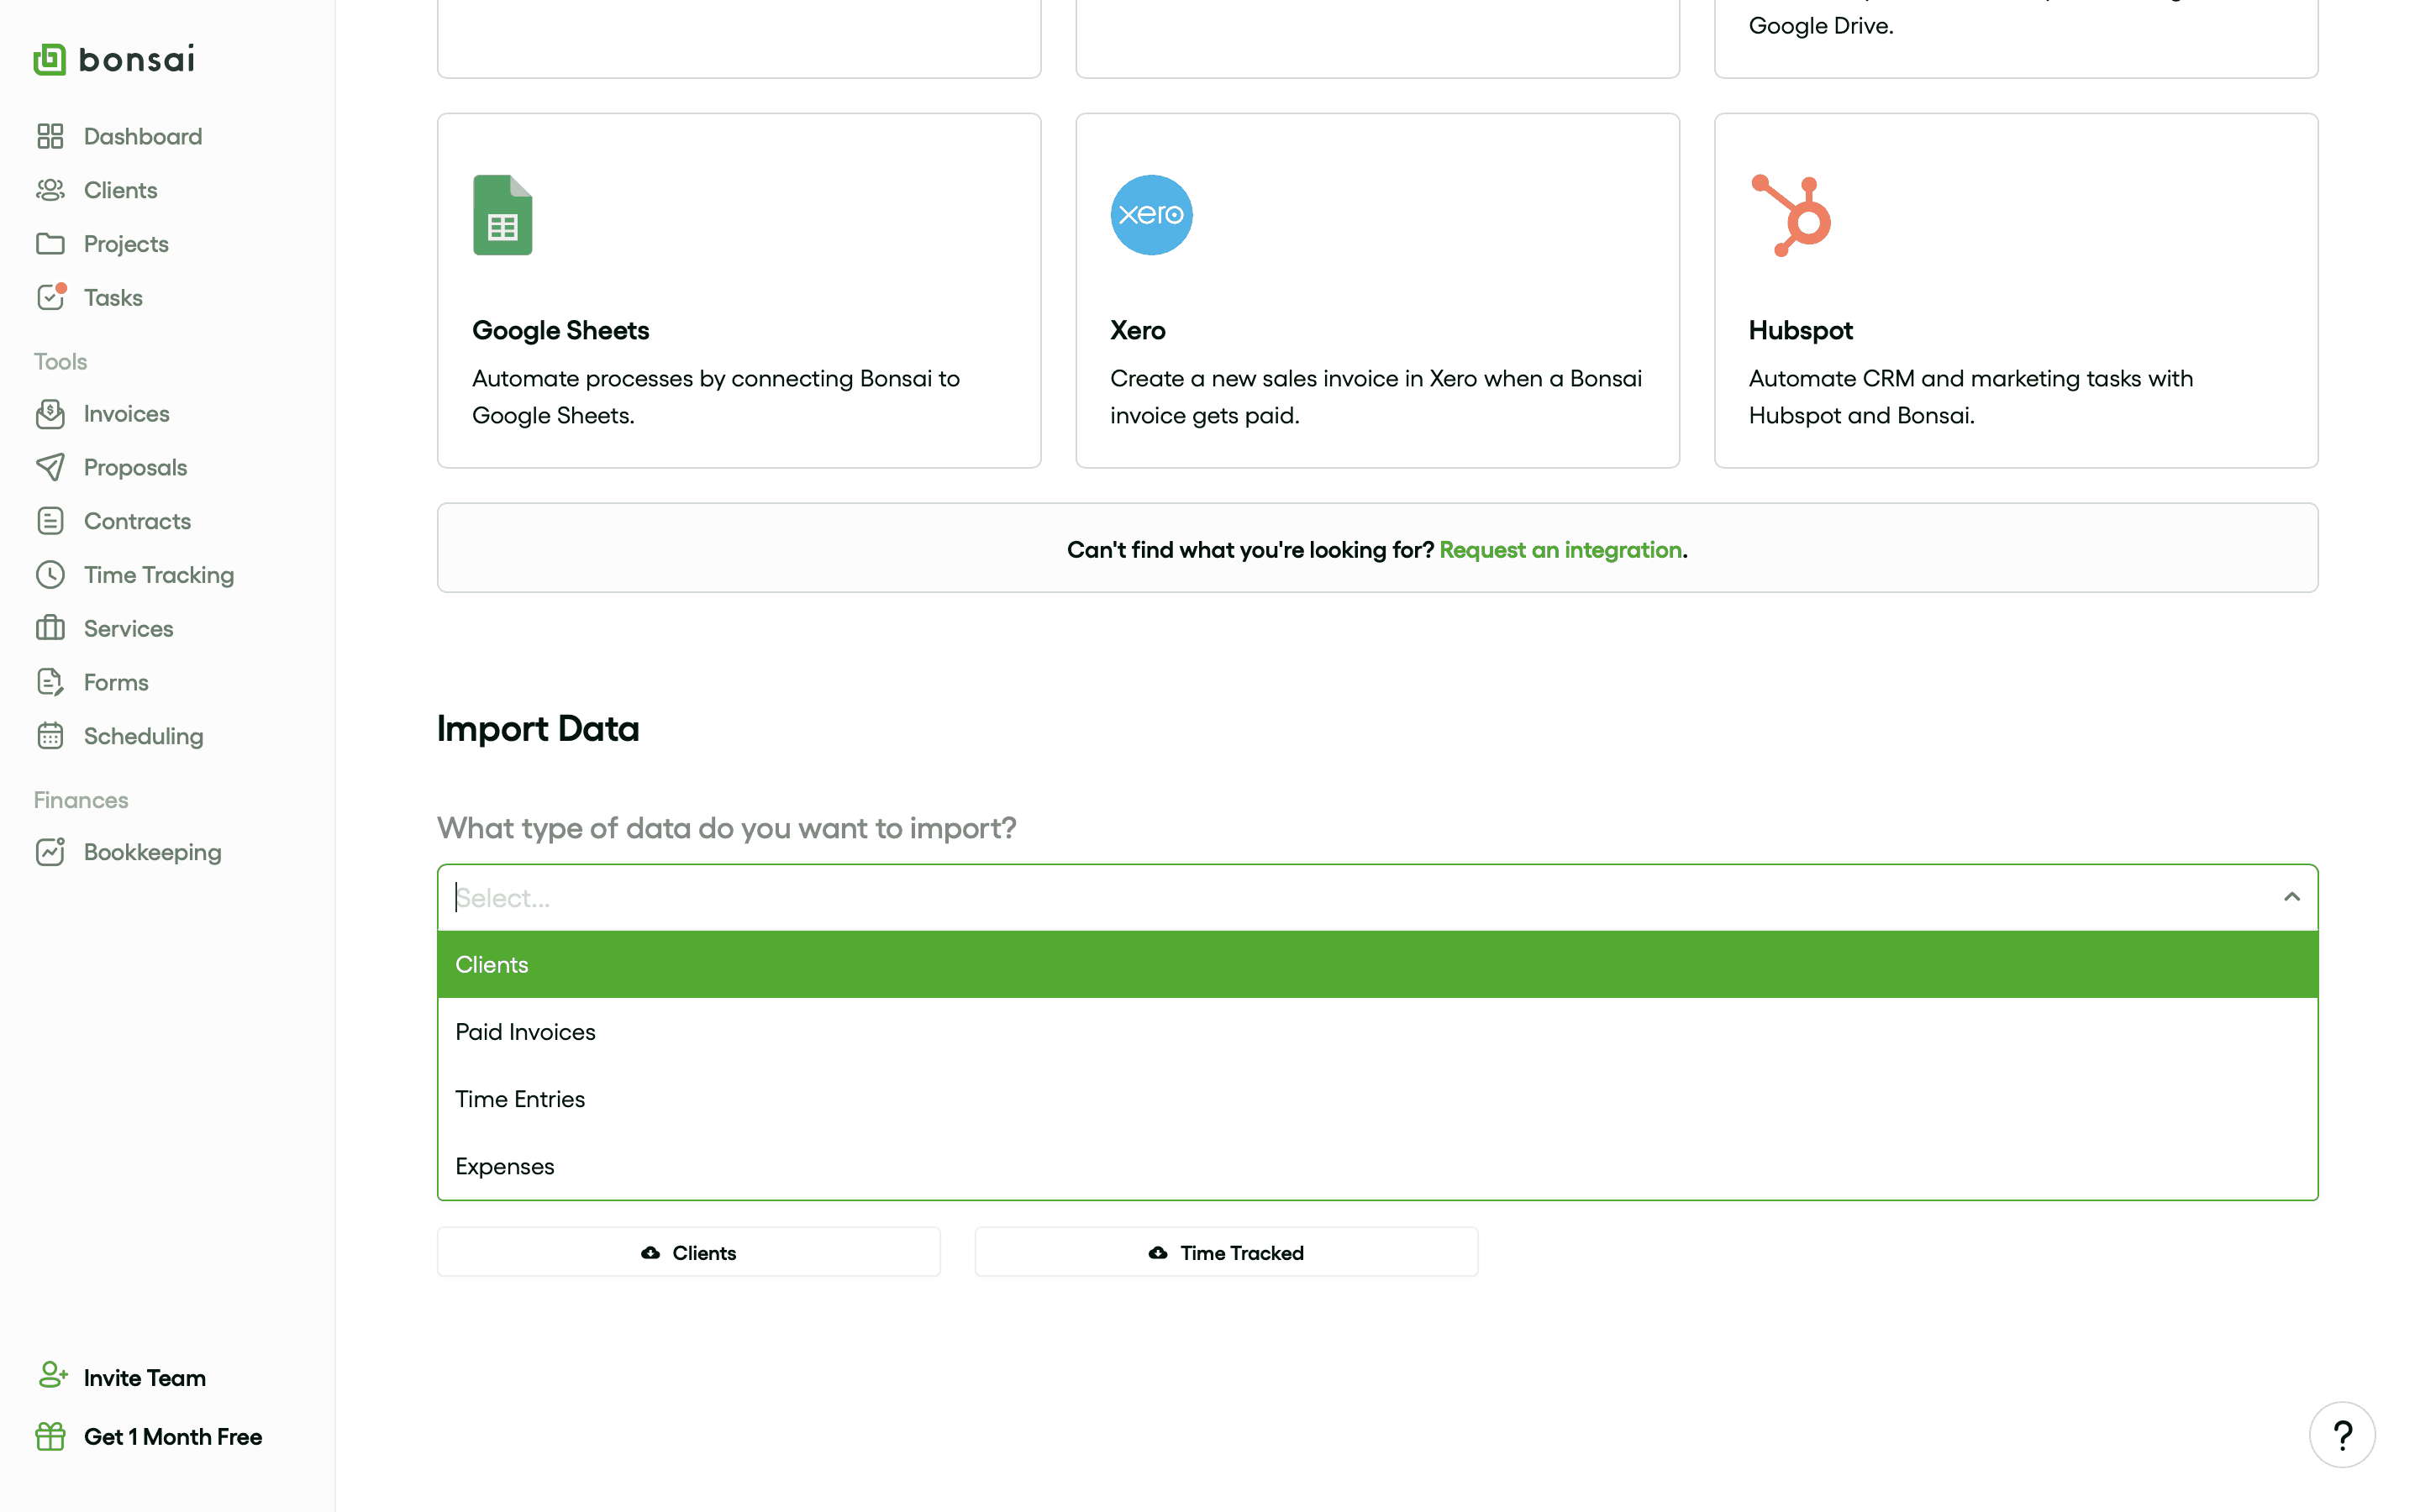 bonsai
Dashboard
Clients
Projects
Tasks
Tools
Invoices
Proposals
Contracts
Time Tracking
Services
Forms
Scheduling
Finances
Bookkeeping
Invite Team
Get 1 Month Free
Google Drive.
Google Sheets
Automate processes by connecting Bonsai to
Google Sheets.
xero
Xero
Create a new sales invoice in Xero when a Bonsai
invoice gets paid.
Hubspot
Automate CRM and marketing tasks with
Hubspot and Bonsai.
Can't find what you're looking for? Request an integration.
Import Data
What type of data do you want to import?
Select...
Clients
Paid Invoices
Time Entries
Expenses
Clients
Time Tracked
?